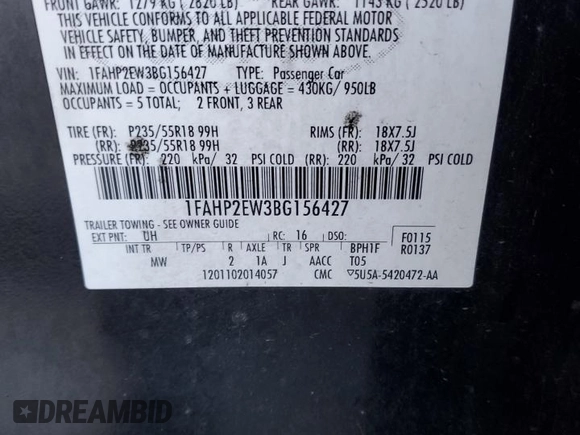 FRONT GAWR: 1279 KG ( 2820 LB) REAR GAWR: 1143 KG ( 2520 LB)
THIS VEHICLE CONFORMS TO ALL APPLICABLE FEDERAL MOTOR
VEHICLE SAFETY, BUMPER, AND THEFT PREVENTION STANDARDS
IN EFFECT ON THE DATE OF MANUFACTURE SHOWN ABOVE.
VIN: 1FAHP2EW3BG156427 TYPE: Passenger Car
MAXIMUM LOAD = OCCUPANTS + LUGGAGE = 430KG/ 950LB
OCCUPANTS = 5 TOTAL; 2 FRONT, 3 REAR
TIRE (FR): P235/55R18 99H RIMS (FR): 18X7.5J
(RR): P235/55R18 99H (RR): 18X7.5J
PRESSURE (FR): 220 kPa/ 32 PSI COLD (RR): 220 kPa/ 32 PSI COLD
1FAHP2EW3BG156427
TRAILER TOWING - SEE OWNER GUIDE
EXT PNT: UH RC: 16 DSO: F0115
INT TR TP/PS R AXLE TR SPR BPH1F R0137
MW 2 1A J AACC T05
1201102014057 CMC 5U5A-5420472-AA
DREAMBID